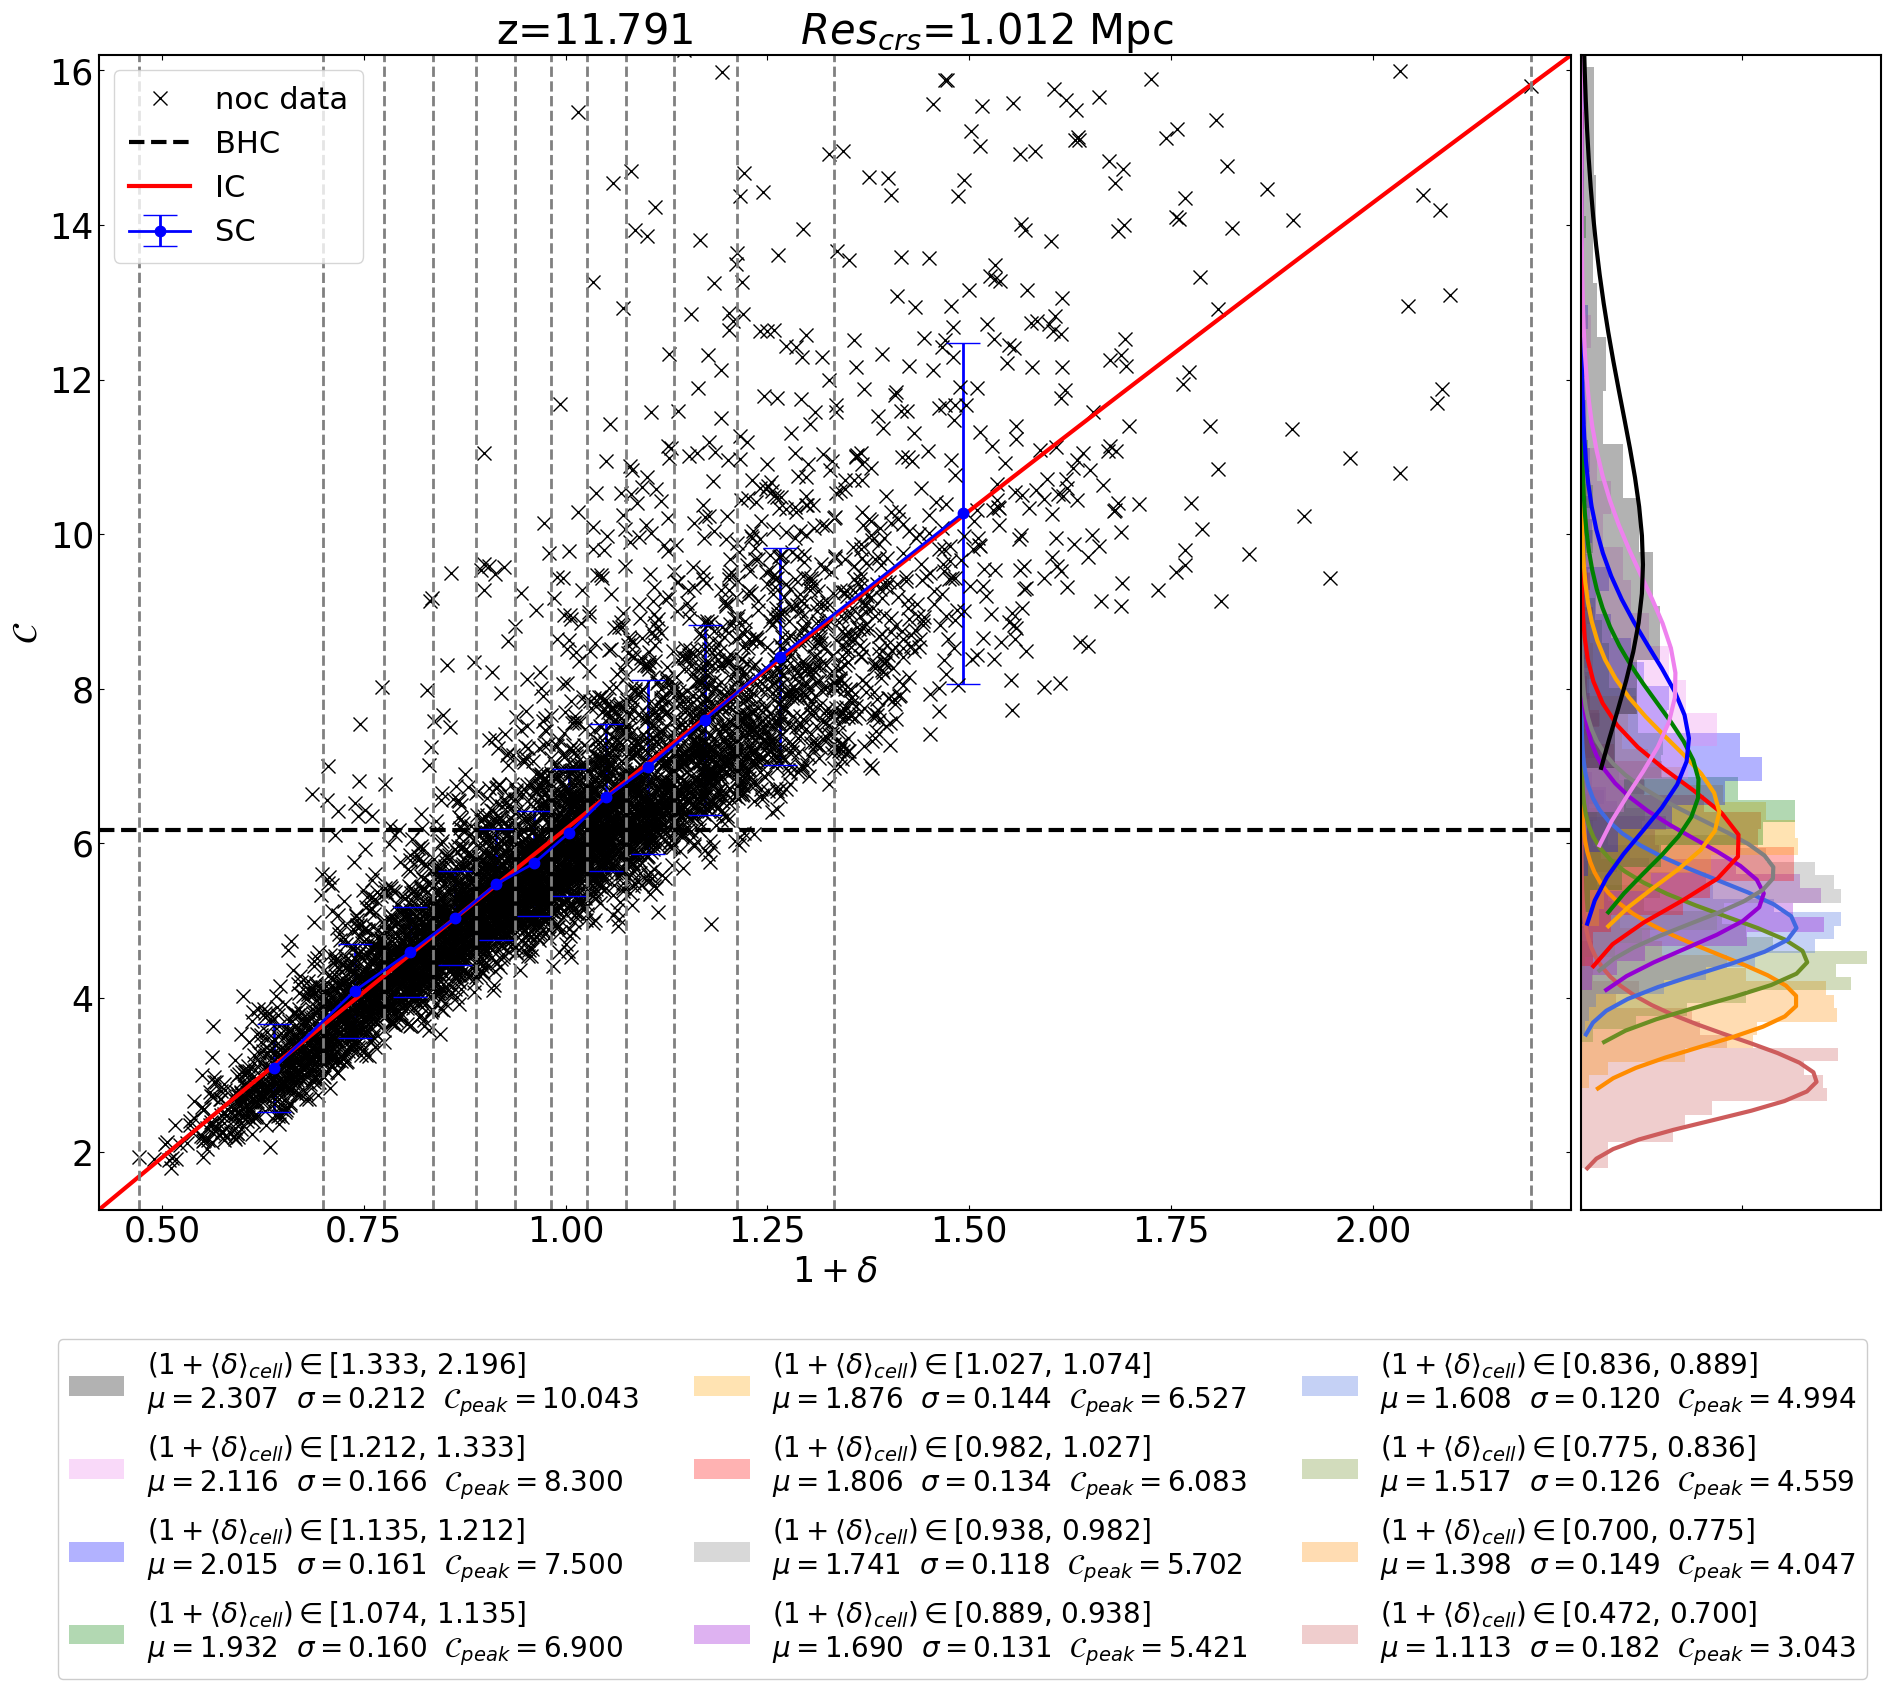 z=11.791 Res_crs=1.012 Mpc
noc data
BHC
IC
SC
16
14
12
10
8
6
4
2
𝒞
0.50 0.75 1.00 1.25 1.50 1.75 2.00
1 + δ
(1 + ⟨δ⟩_cell) ∈ [1.333, 2.196]
μ = 2.307 σ = 0.212 𝒞_peak = 10.043
(1 + ⟨δ⟩_cell) ∈ [1.212, 1.333]
μ = 2.116 σ = 0.166 𝒞_peak = 8.300
(1 + ⟨δ⟩_cell) ∈ [1.135, 1.212]
μ = 2.015 σ = 0.161 𝒞_peak = 7.500
(1 + ⟨δ⟩_cell) ∈ [1.074, 1.135]
μ = 1.932 σ = 0.160 𝒞_peak = 6.900
(1 + ⟨δ⟩_cell) ∈ [1.027, 1.074]
μ = 1.876 σ = 0.144 𝒞_peak = 6.527
(1 + ⟨δ⟩_cell) ∈ [0.982, 1.027]
μ = 1.806 σ = 0.134 𝒞_peak = 6.083
(1 + ⟨δ⟩_cell) ∈ [0.938, 0.982]
μ = 1.741 σ = 0.118 𝒞_peak = 5.702
(1 + ⟨δ⟩_cell) ∈ [0.889, 0.938]
μ = 1.690 σ = 0.131 𝒞_peak = 5.421
(1 + ⟨δ⟩_cell) ∈ [0.836, 0.889]
μ = 1.608 σ = 0.120 𝒞_peak = 4.994
(1 + ⟨δ⟩_cell) ∈ [0.775, 0.836]
μ = 1.517 σ = 0.126 𝒞_peak = 4.559
(1 + ⟨δ⟩_cell) ∈ [0.700, 0.775]
μ = 1.398 σ = 0.149 𝒞_peak = 4.047
(1 + ⟨δ⟩_cell) ∈ [0.472, 0.700]
μ = 1.113 σ = 0.182 𝒞_peak = 3.043